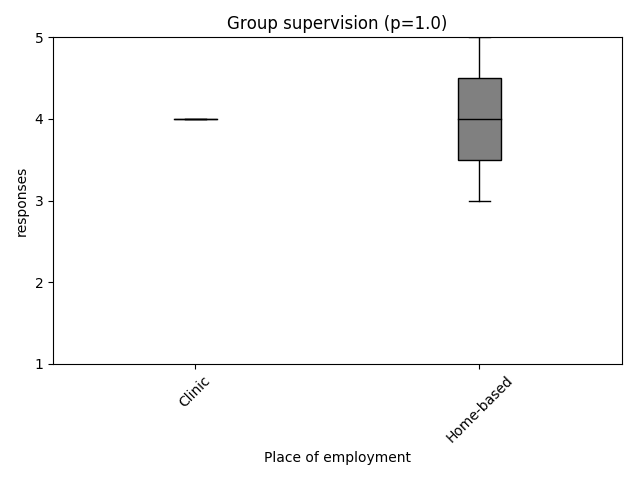 Group supervision (p=1.0)
5
4
3
2
1
responses
Clinic
Home-based
Place of employment